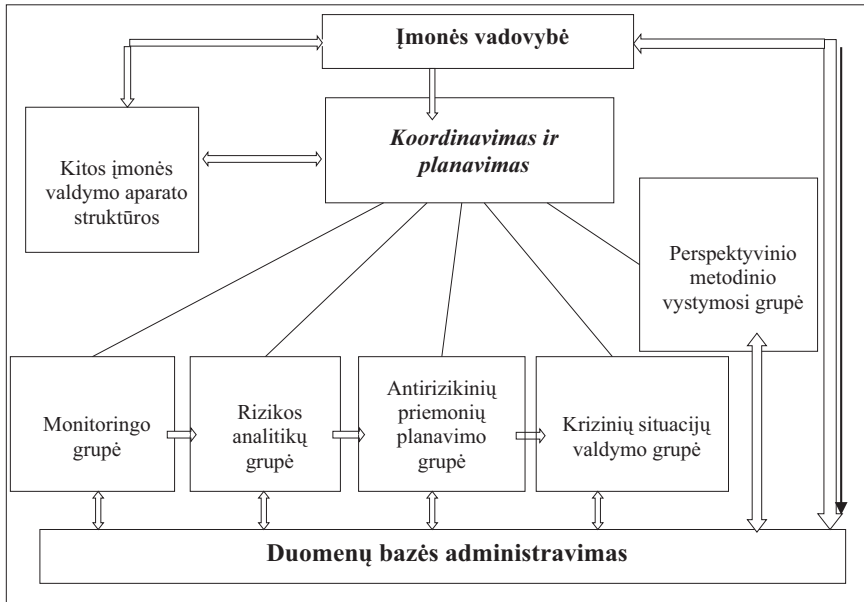 Įmonės vadovybė
Koordinavimas ir
planavimas
Kitos įmonės
valdymo aparato
struktūros
Perspektyvinio
metodinio
vystymosi grupė
Monitoringo
grupė
Rizikos
analitikų
grupė
Antirizikinių
priemonių
planavimo
grupė
Krizinių situacijų
valdymo grupė
Duomenų bazės administravimas